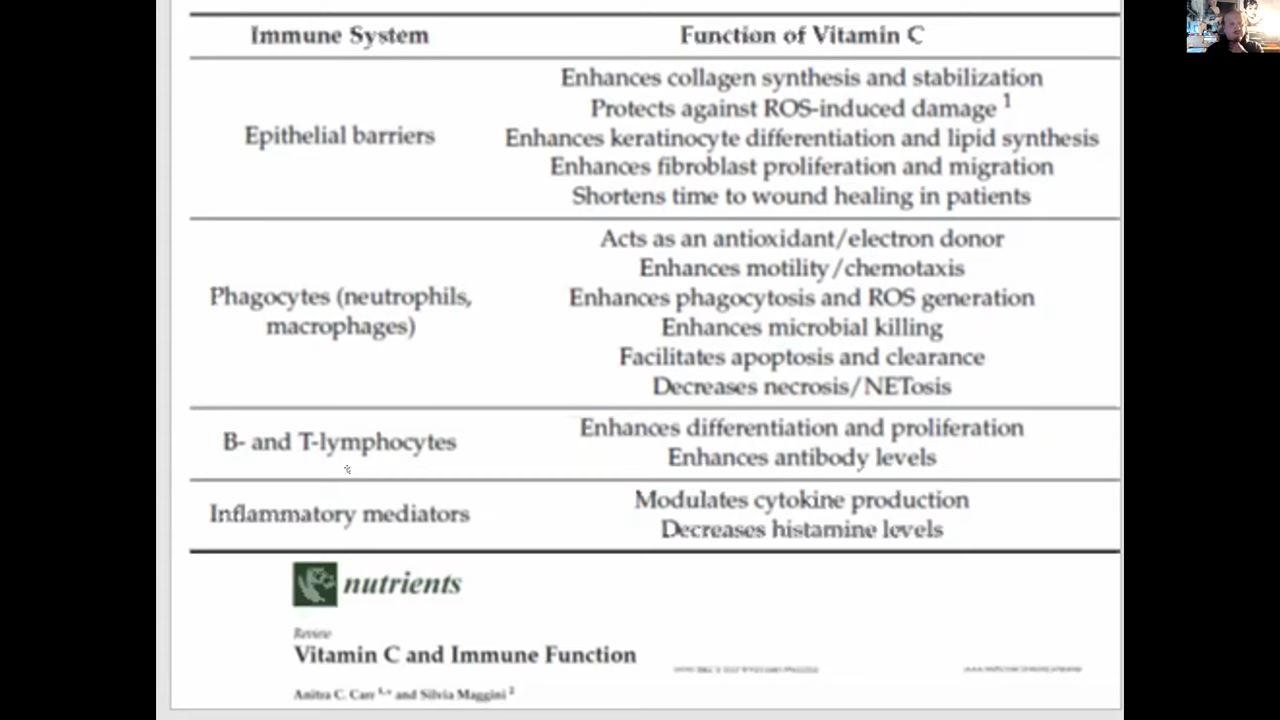 Immune System
Function of Vitamin C
Epithelial barriers
Enhances collagen synthesis and stabilization
Protects against ROS-induced damage 1
Enhances keratinocyte differentiation and lipid synthesis
Enhances fibroblast proliferation and migration
Shortens time to wound healing in patients
Phagocytes (neutrophils,
macrophages)
Acts as an antioxidant/electron donor
Enhances motility/chemotaxis
Enhances phagocytosis and ROS generation
Enhances microbial killing
Facilitates apoptosis and clearance
Decreases necrosis/NETosis
B- and T-lymphocytes
Enhances differentiation and proliferation
Enhances antibody levels
Inflammatory mediators
Modulates cytokine production
Decreases histamine levels
nutrients
Review
Vitamin C and Immune Function
Anitra C. Carr 1,* and Silvia Maggini 2